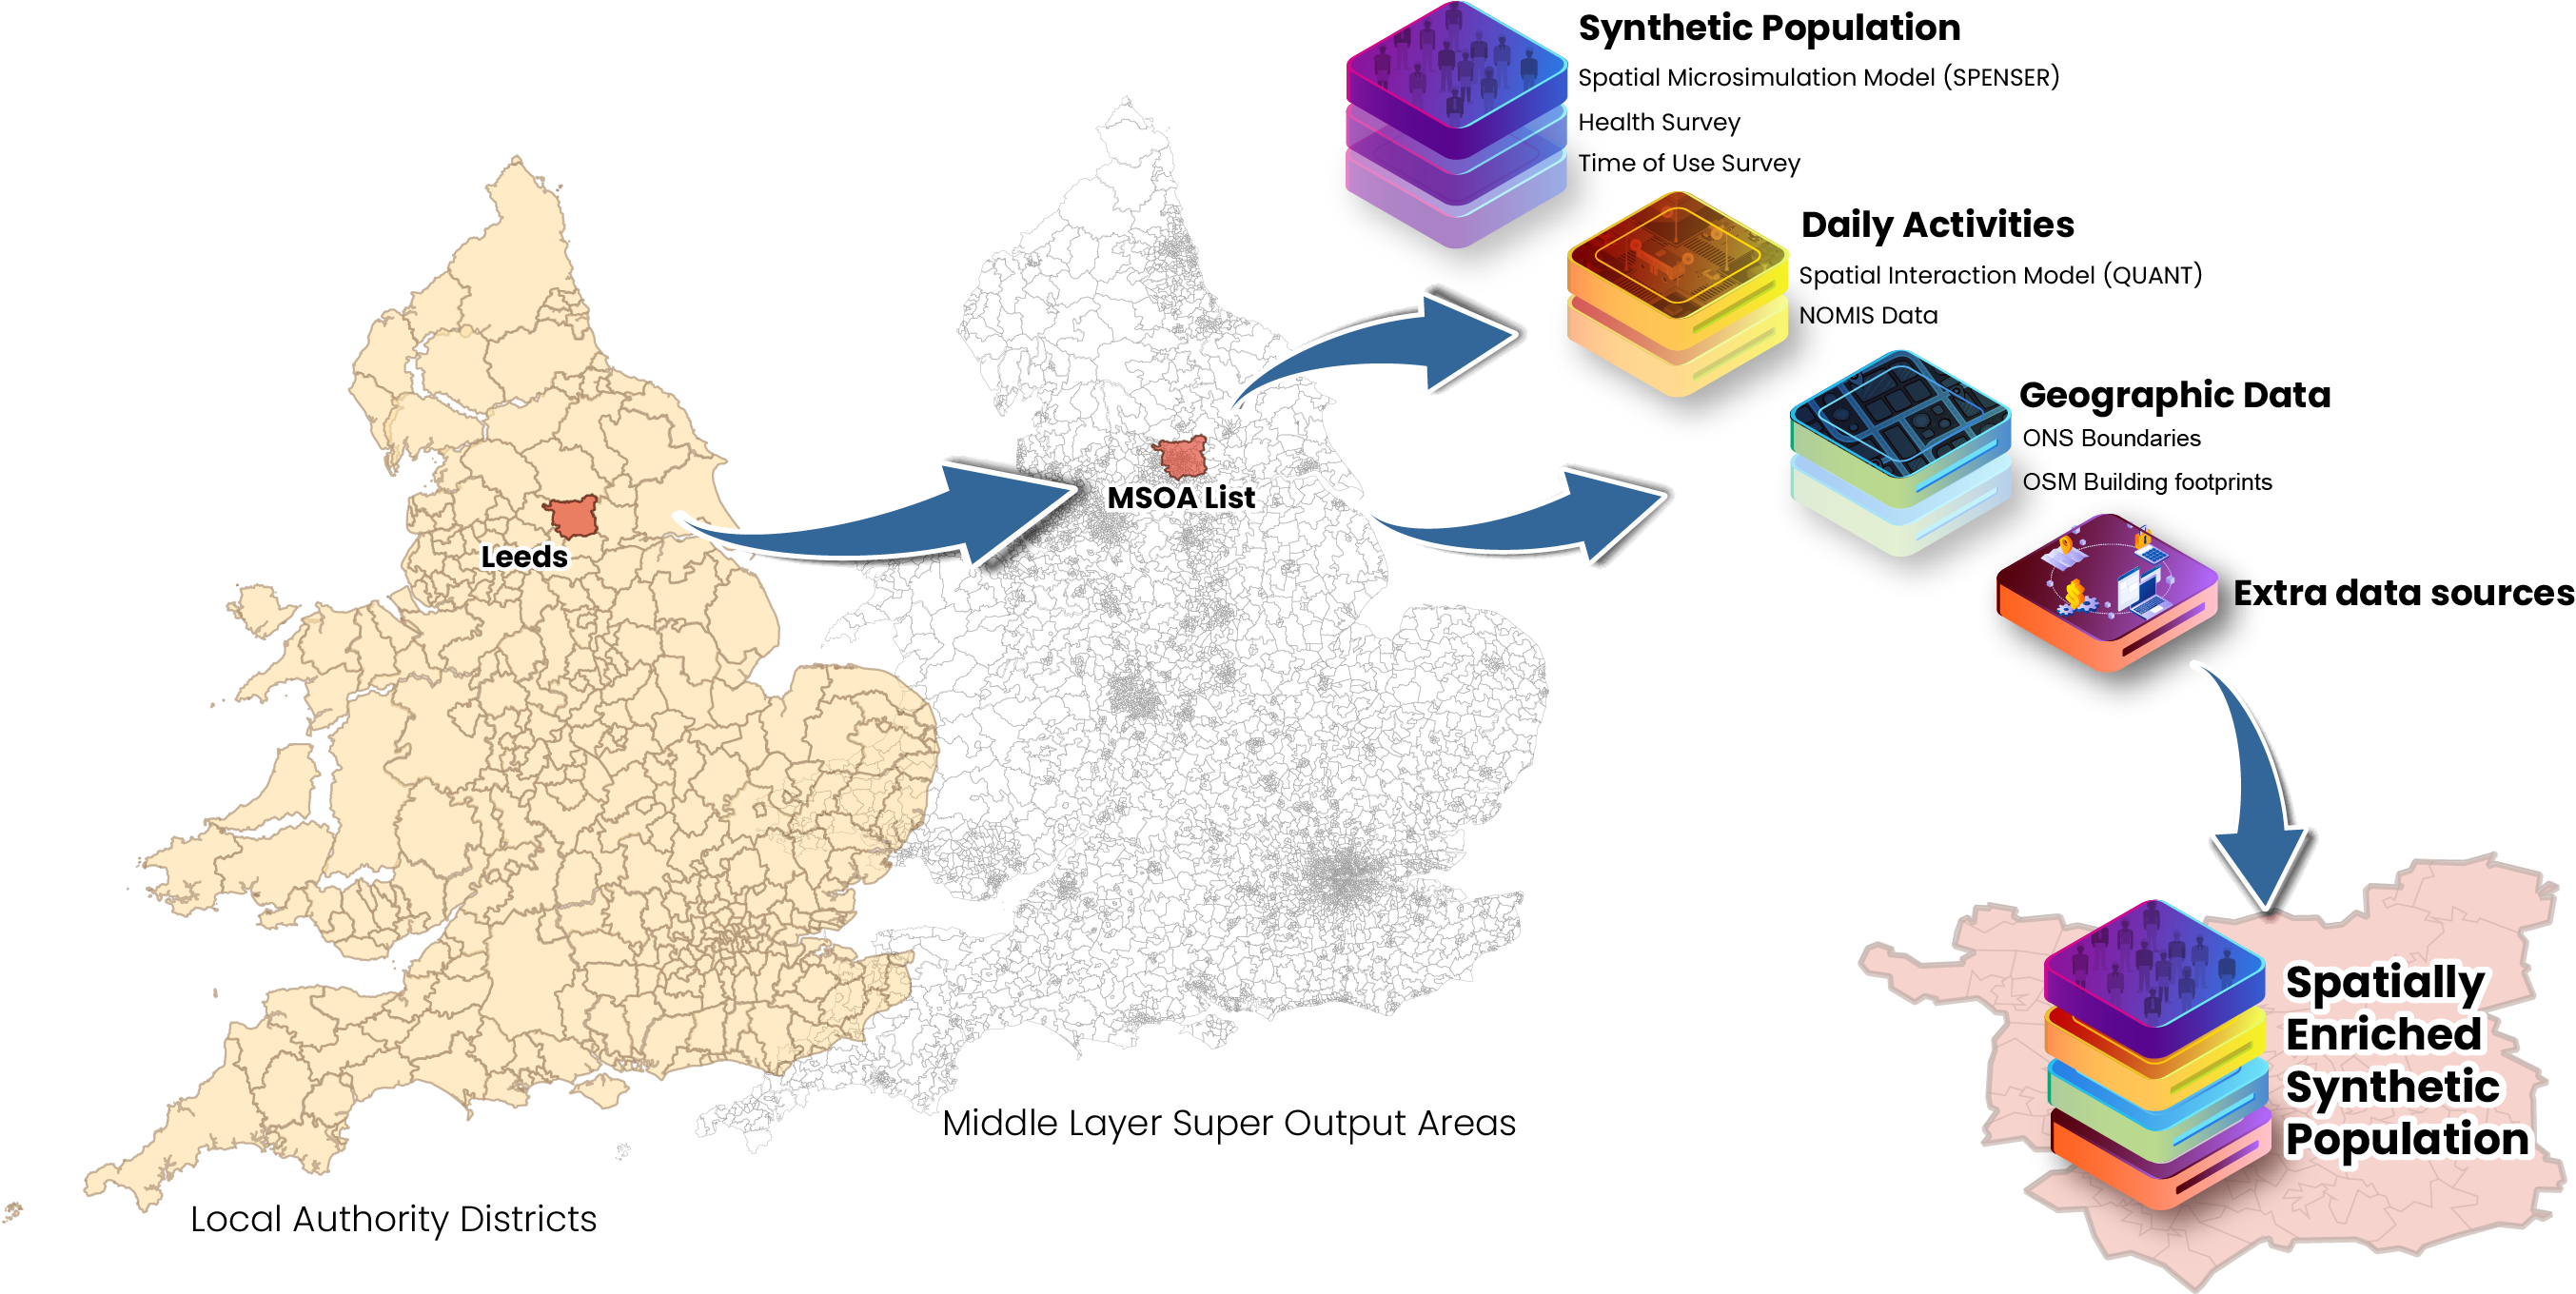 Synthetic Population
Spatial Microsimulation Model (SPENSER)
Health Survey
Time of Use Survey
Daily Activities
Spatial Interaction Model (QUANT)
NOMIS Data
Geographic Data
ONS Boundaries
OSM Building footprints
Extra data sources
Leeds
MSOA List
Middle Layer Super Output Areas
Local Authority Districts
Spatially
Enriched
Synthetic
Population